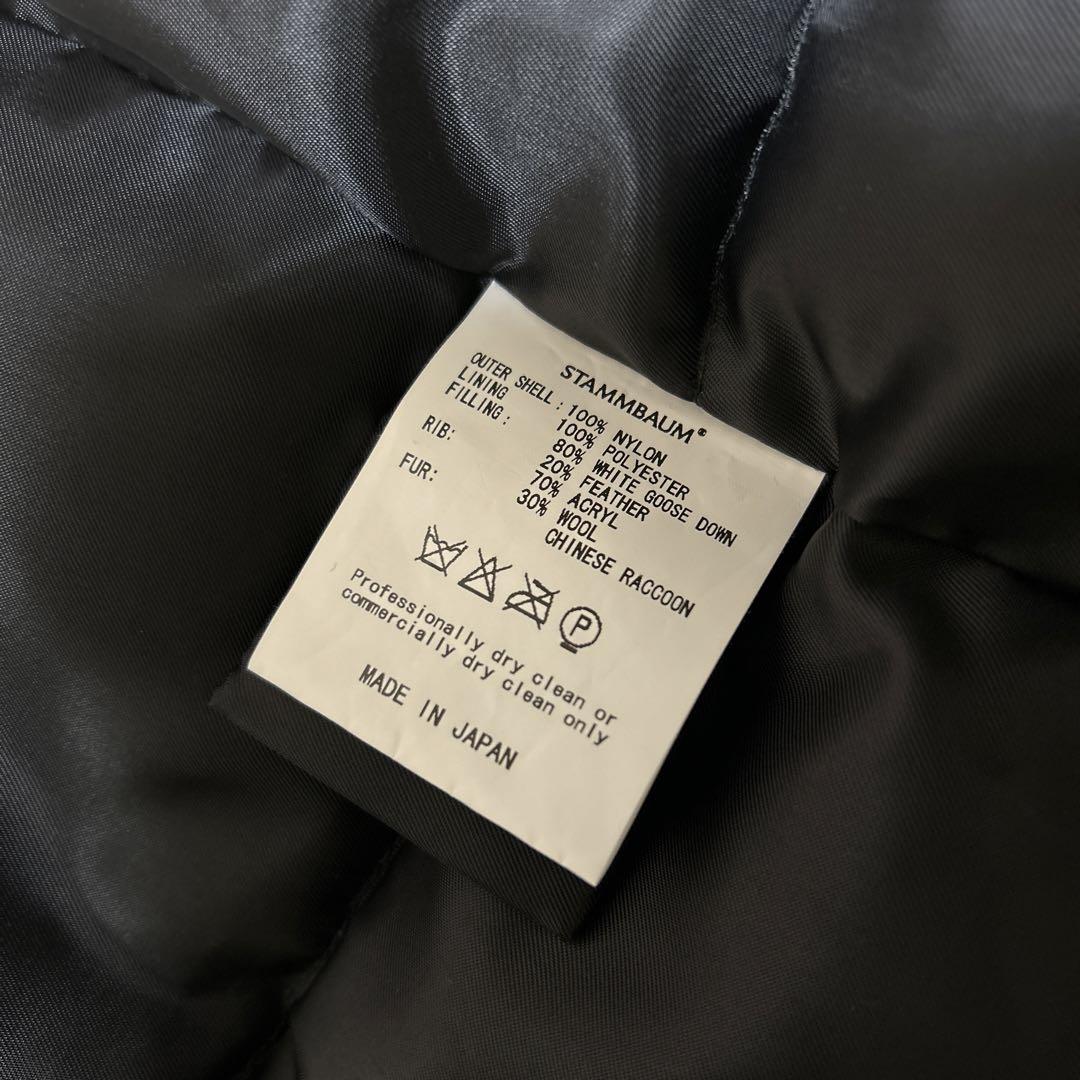 STAMMBAUM®
OUTER SHELL : 100% NYLON
LINING 100% POLYESTER
FILLING: 80% WHITE GOOSE DOWN
20% FEATHER
RIB: 70% ACRYL
30% WOOL
FUR: CHINESE RACCOON
P
Professionally dry clean or
commercially dry clean only
MADE IN JAPAN